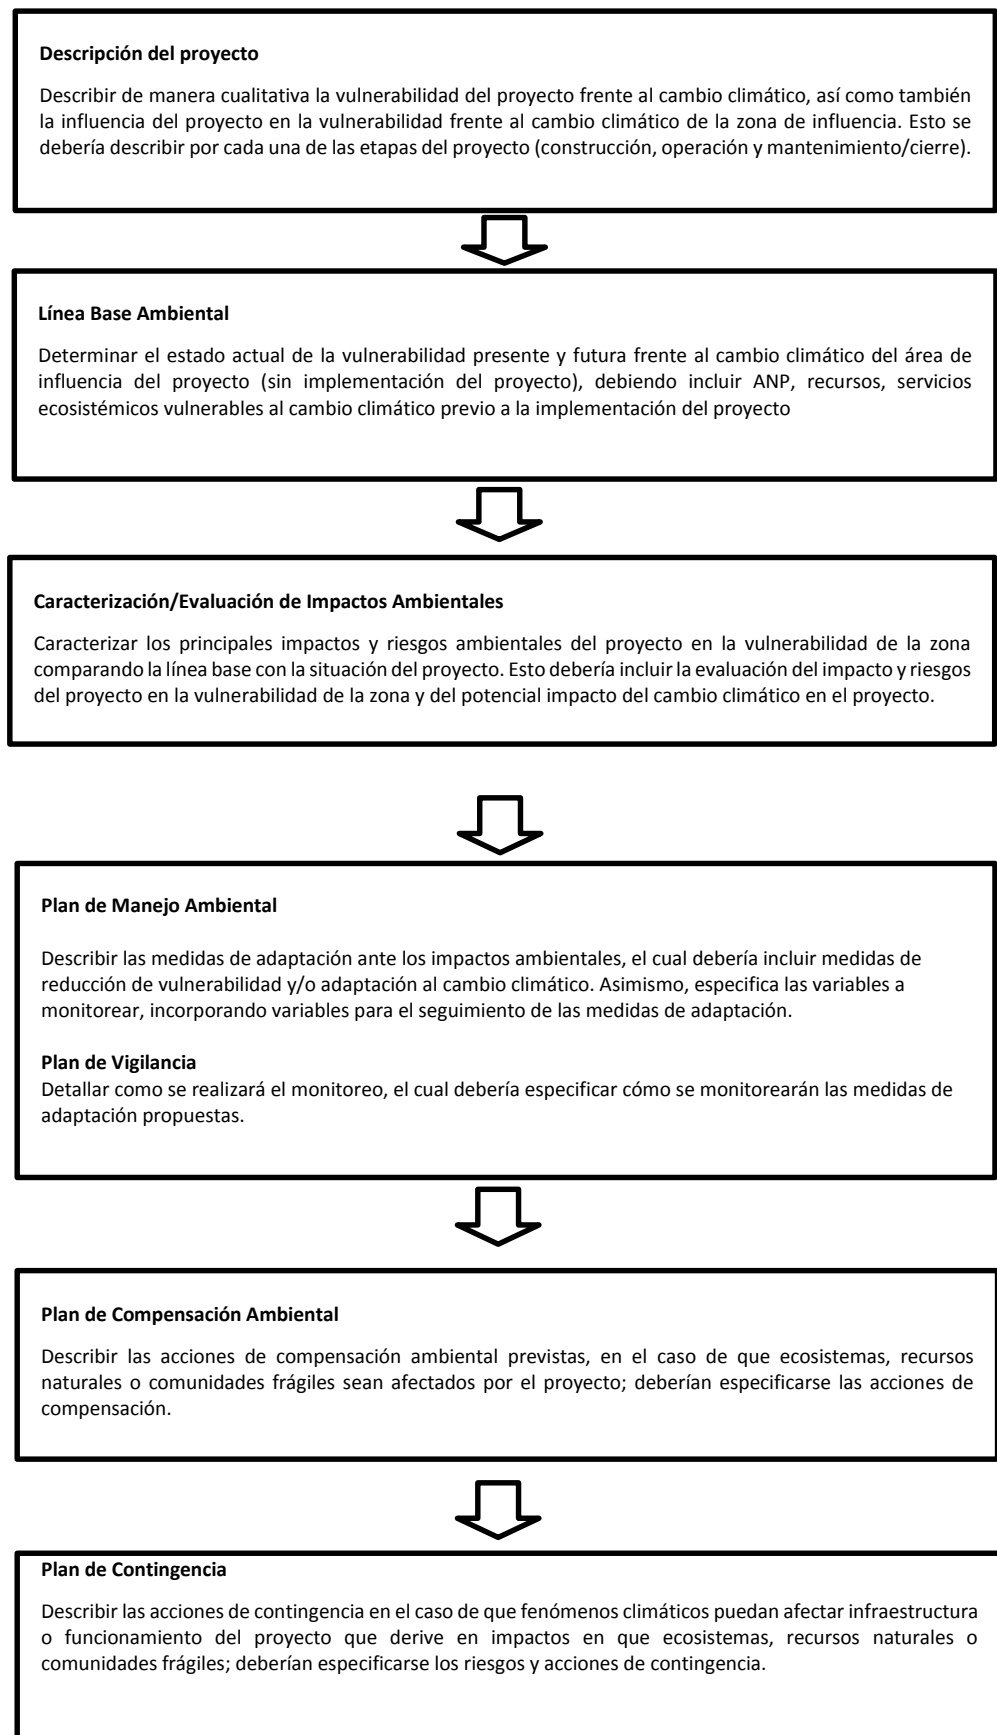 Descripción del proyecto
Describir de manera cualitativa la vulnerabilidad del proyecto frente al cambio climático, así como también
la influencia del proyecto en la vulnerabilidad frente al cambio climático de la zona de influencia. Esto se
debería describir por cada una de las etapas del proyecto (construcción, operación y mantenimiento/cierre).
Línea Base Ambiental
Determinar el estado actual de la vulnerabilidad presente y futura frente al cambio climático del área de
influencia del proyecto (sin implementación del proyecto), debiendo incluir ANP, recursos, servicios
ecosistémicos vulnerables al cambio climático previo a la implementación del proyecto
Caracterización/Evaluación de Impactos Ambientales
Caracterizar los principales impactos y riesgos ambientales del proyecto en la vulnerabilidad de la zona
comparando la línea base con la situación del proyecto. Esto debería incluir la evaluación del impacto y riesgos
del proyecto en la vulnerabilidad de la zona y del potencial impacto del cambio climático en el proyecto.
Plan de Manejo Ambiental
Describir las medidas de adaptación ante los impactos ambientales, el cual debería incluir medidas de
reducción de vulnerabilidad y/o adaptación al cambio climático. Asimismo, especifica las variables a
monitorear, incorporando variables para el seguimiento de las medidas de adaptación.
Plan de Vigilancia
Detallar como se realizará el monitoreo, el cual debería especificar cómo se monitorearán las medidas de
adaptación propuestas.
Plan de Compensación Ambiental
Describir las acciones de compensación ambiental previstas, en el caso de que ecosistemas, recursos
naturales o comunidades frágiles sean afectados por el proyecto; deberían especificarse las acciones de
compensación.
Plan de Contingencia
Describir las acciones de contingencia en el caso de que fenómenos climáticos puedan afectar infraestructura
o funcionamiento del proyecto que derive en impactos en que ecosistemas, recursos naturales o
comunidades frágiles; deberían especificarse los riesgos y acciones de contingencia.